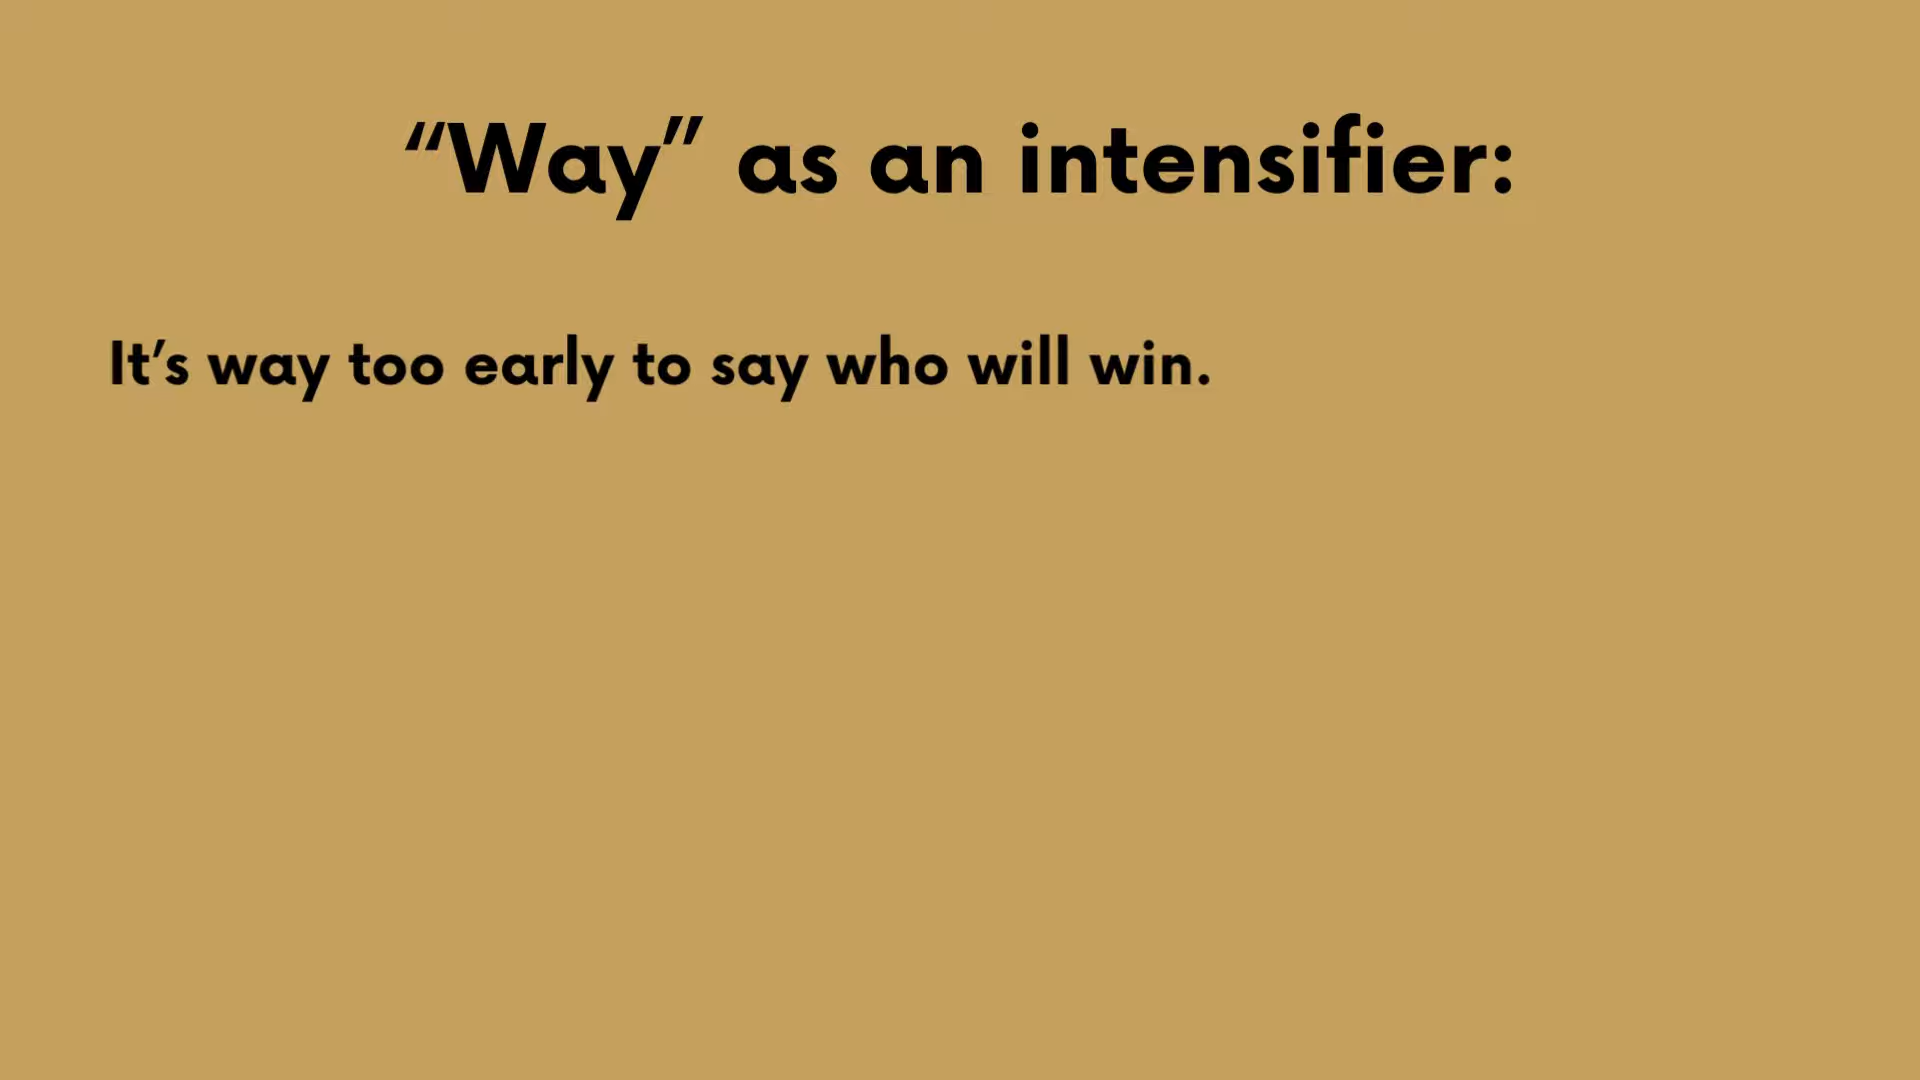 “Way” as an intensifier:
It’s way too early to say who will win.